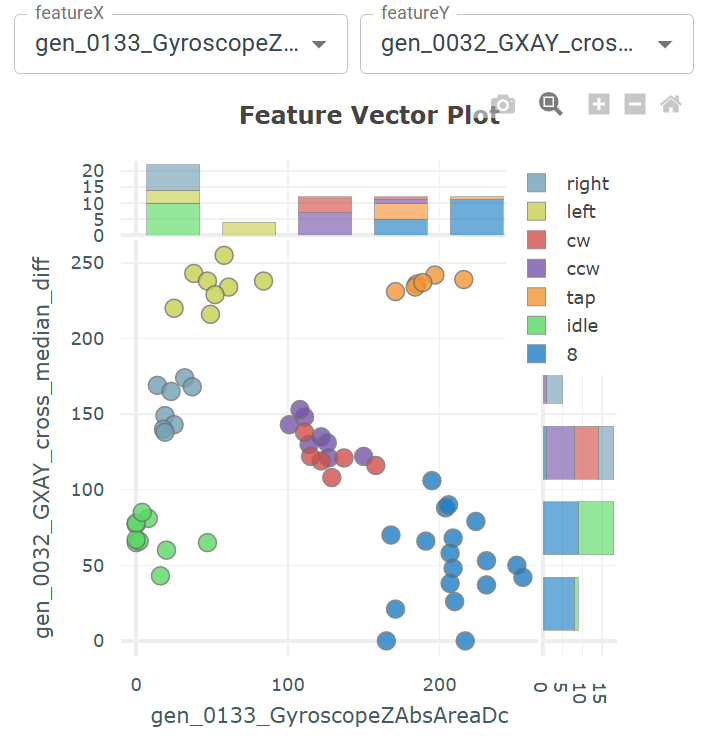 featureX
featureY
gen_0133_GyroscopeZ...
gen_0032_GXAY_cros...
Feature Vector Plot
20
15
10
5
0
right
left
cw
ccw
tap
idle
8
250
200
150
100
50
0
gen_0032_GXAY_cross_median_diff
0
100
200
0
5
10
15
gen_0133_GyroscopeZAbsAreaDc